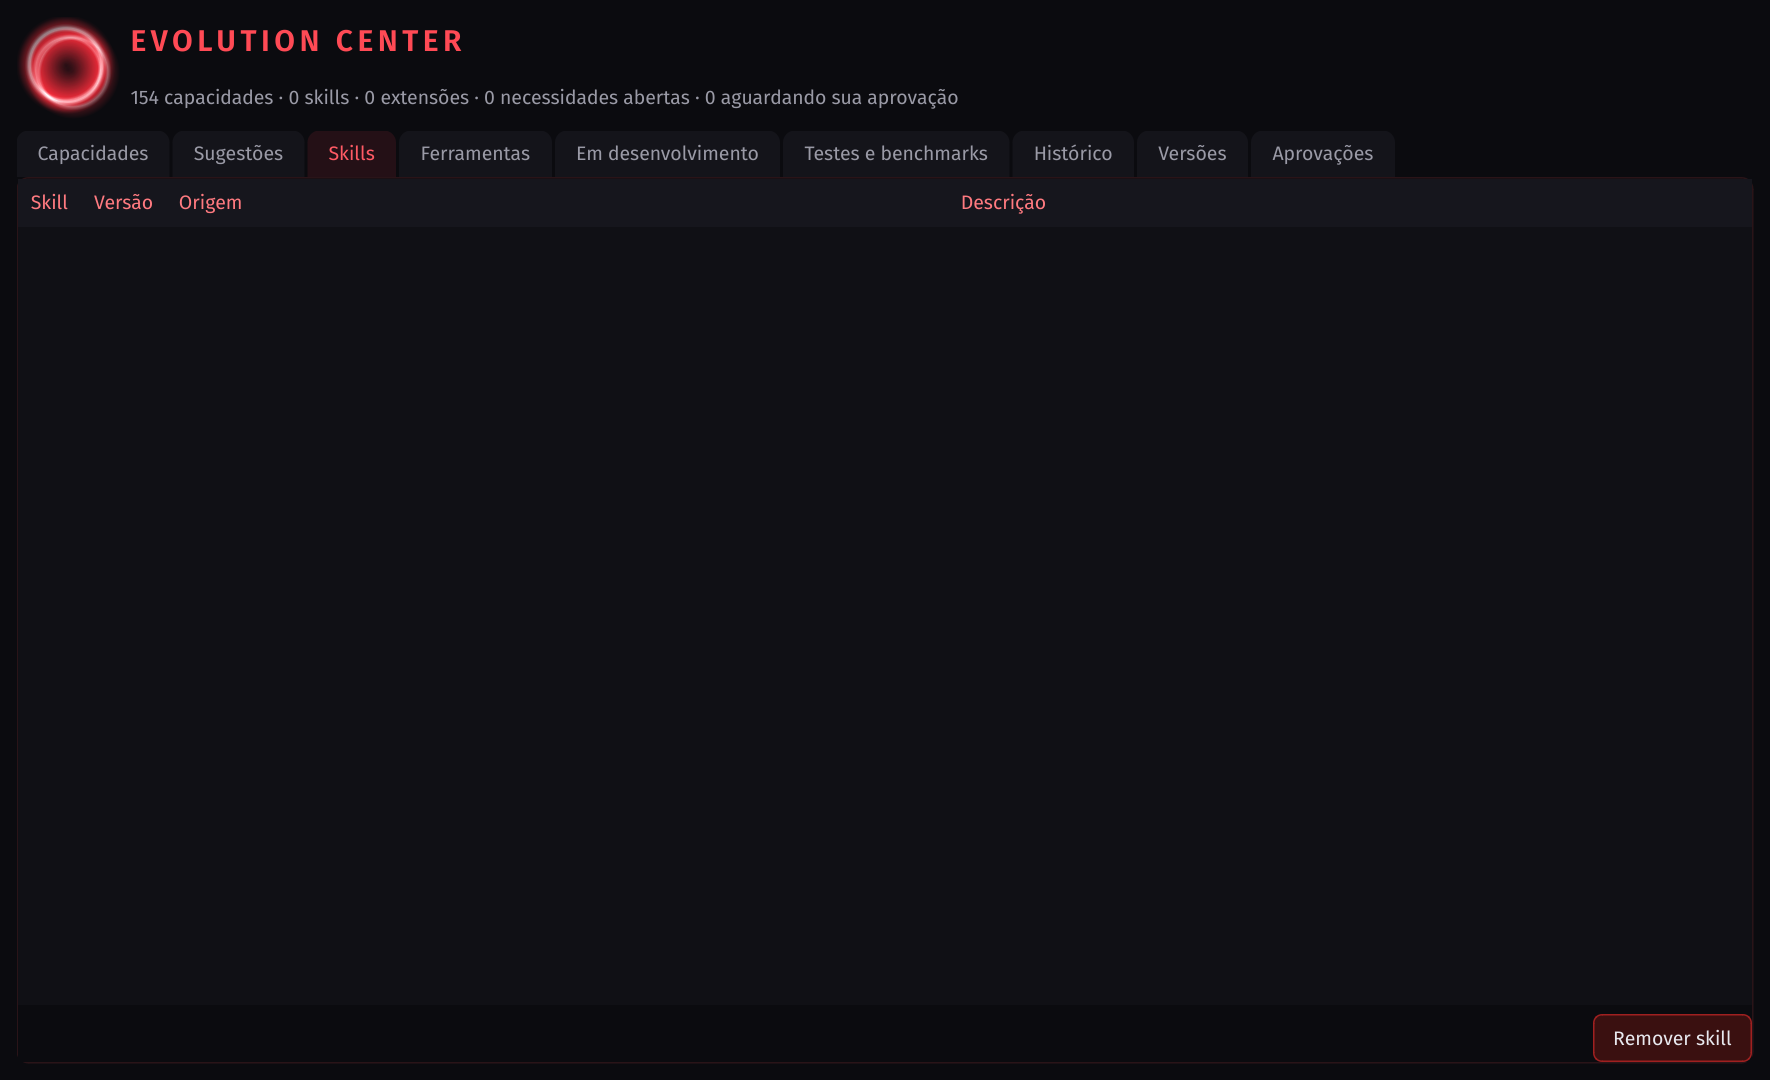 EVOLUTION CENTER
154 capacidades · 0 skills · 0 extensões · 0 necessidades abertas · 0 aguardando sua aprovação
Capacidades Sugestões Skills Ferramentas Em desenvolvimento Testes e benchmarks Histórico Versões Aprovações
Skill Versão Origem Descrição
Remover skill